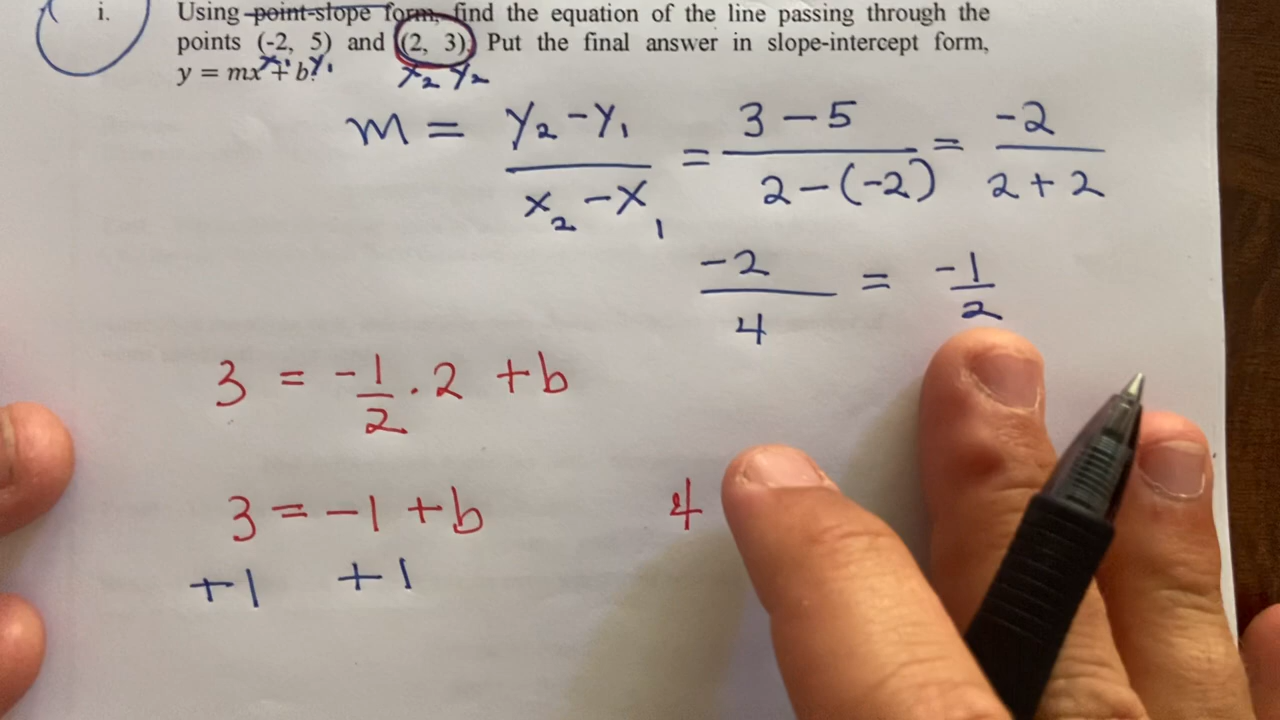 i. Using point-slope form, find the equation of the line passing through the
points (-2, 5) and (2, 3). Put the final answer in slope-intercept form,
y = mx + b.
x₁ y₁ x₂ y₂
m = y₂ - y₁ / x₂ - x₁ = 3 - 5 / 2 - (-2) = -2 / 2 + 2
-2 / 4 = -1 / 2
3 = -1/2 · 2 + b
3 = -1 + b 4
+1 +1